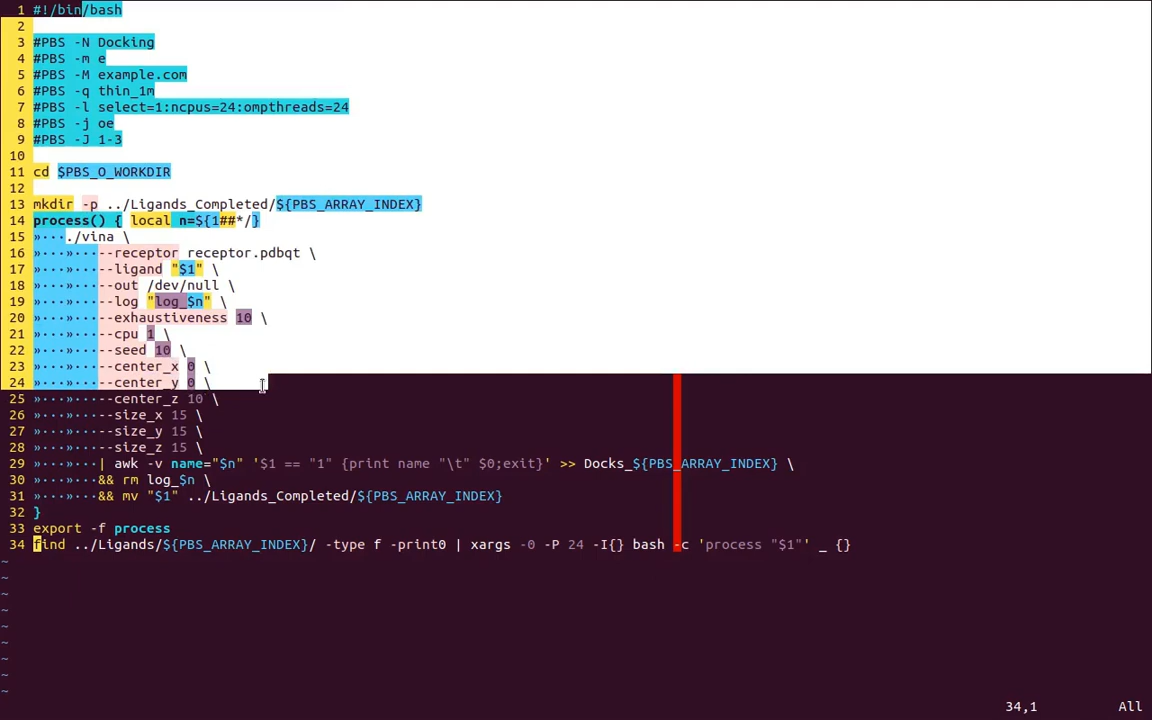 1 #!/bin/bash
2
3 #PBS -N Docking
4 #PBS -m e
5 #PBS -M example.com
6 #PBS -q thin_1m
7 #PBS -l select=1:ncpus=24:ompthreads=24
8 #PBS -j oe
9 #PBS -J 1-3
10
11 cd $PBS_O_WORKDIR
12
13 mkdir -p ../Ligands_Completed/${PBS_ARRAY_INDEX}
14 process() { local n=${1##*/}
15 »···./vina \
16 »···»···--receptor receptor.pdbqt \
17 »···»···--ligand "$1" \
18 »···»···--out /dev/null \
19 »···»···--log "log_$n" \
20 »···»···--exhaustiveness 10 \
21 »···»···--cpu 1 \
22 »···»···--seed 10 \
23 »···»···--center_x 0 \
24 »···»···--center_y 0 \
25 »···»···--center_z 10 \
26 »···»···--size_x 15 \
27 »···»···--size_y 15 \
28 »···»···--size_z 15 \
29 »···»···| awk -v name="$n" '$1 == "1" {print name "\t" $0;exit}' >> Docks_${PBS_ARRAY_INDEX} \
30 »···»···&& rm log_$n \
31 »···»···&& mv "$1" ../Ligands_Completed/${PBS_ARRAY_INDEX}
32 }
33 export -f process
34 find ../Ligands/${PBS_ARRAY_INDEX}/ -type f -print0 | xargs -0 -P 24 -I{} bash -c 'process "$1"' _ {}
~
~
~
~
~
~
~
~
~
34,1 All